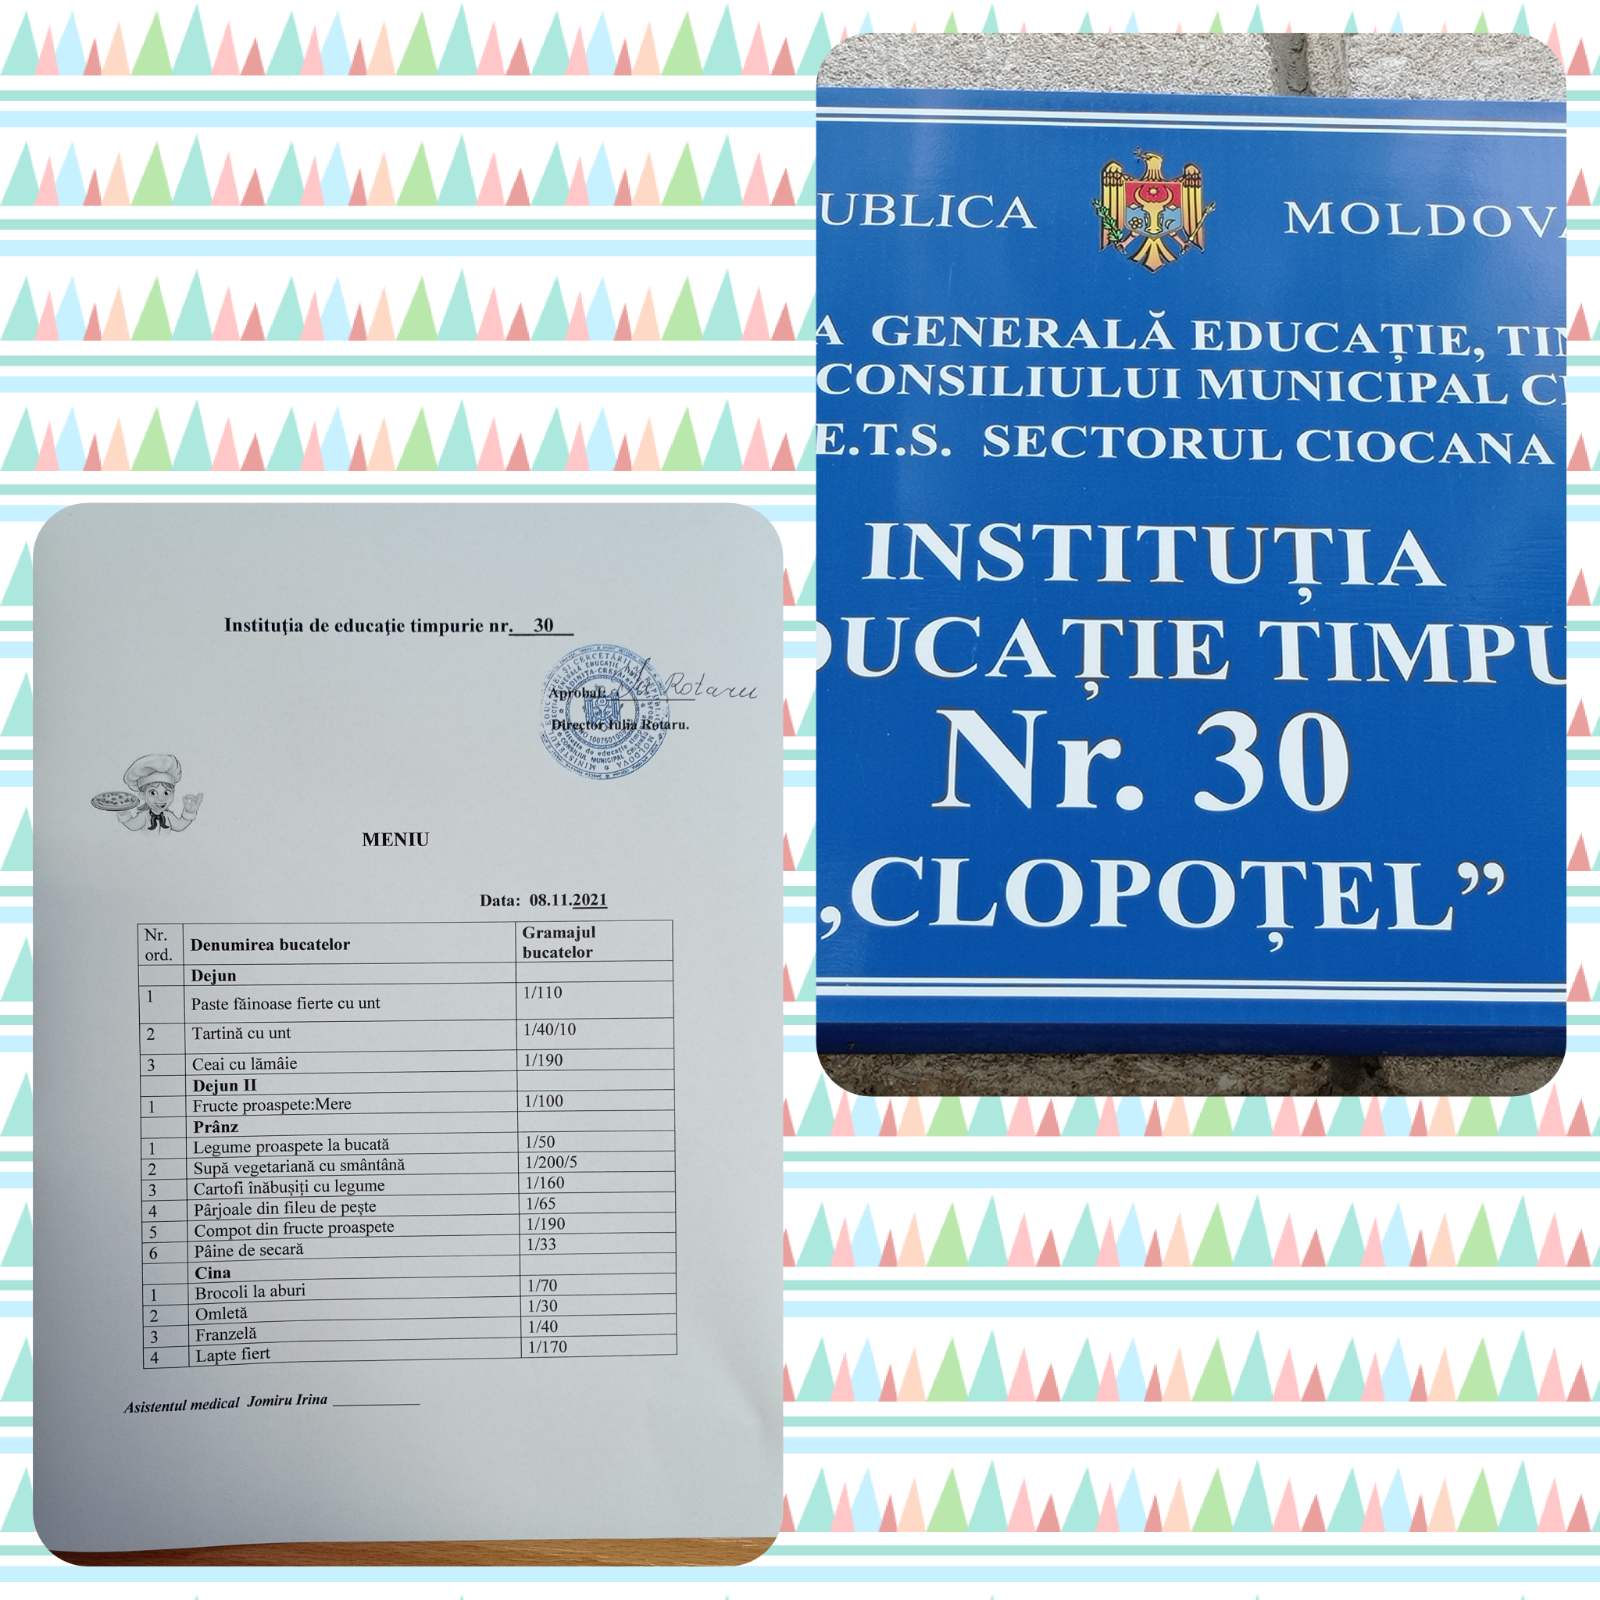 Instituţia de educaţie timpurie nr. 30
Aprobat: Rotaru
Director Iulia Rotaru.
MENIU
Data: 08.11.2021
Nr. ord. Denumirea bucatelor Gramajul bucatelor
Dejun
1 Paste făinoase fierte cu unt 1/110
2 Tartină cu unt 1/40/10
3 Ceai cu lămâie 1/190
Dejun II
1 Fructe proaspete:Mere 1/100
Prânz
1 Legume proaspete la bucată 1/50
2 Supă vegetariană cu smântână 1/200/5
3 Cartofi înăbușiți cu legume 1/160
4 Pârjoale din fileu de pește 1/65
5 Compot din fructe proaspete 1/190
6 Pâine de secară 1/33
Cina
1 Brocoli la aburi 1/70
2 Omletă 1/30
3 Franzelă 1/40
4 Lapte fiert 1/170
Asistentul medical Jomiru Irina
UBLICA MOLDOVA
A GENERALĂ EDUCAȚIE, TIN
CONSILIULUI MUNICIPAL C
E.T.S. SECTORUL CIOCANA
INSTITUȚIA
DUCAȚIE TIMPU
Nr. 30
„CLOPOȚEL”